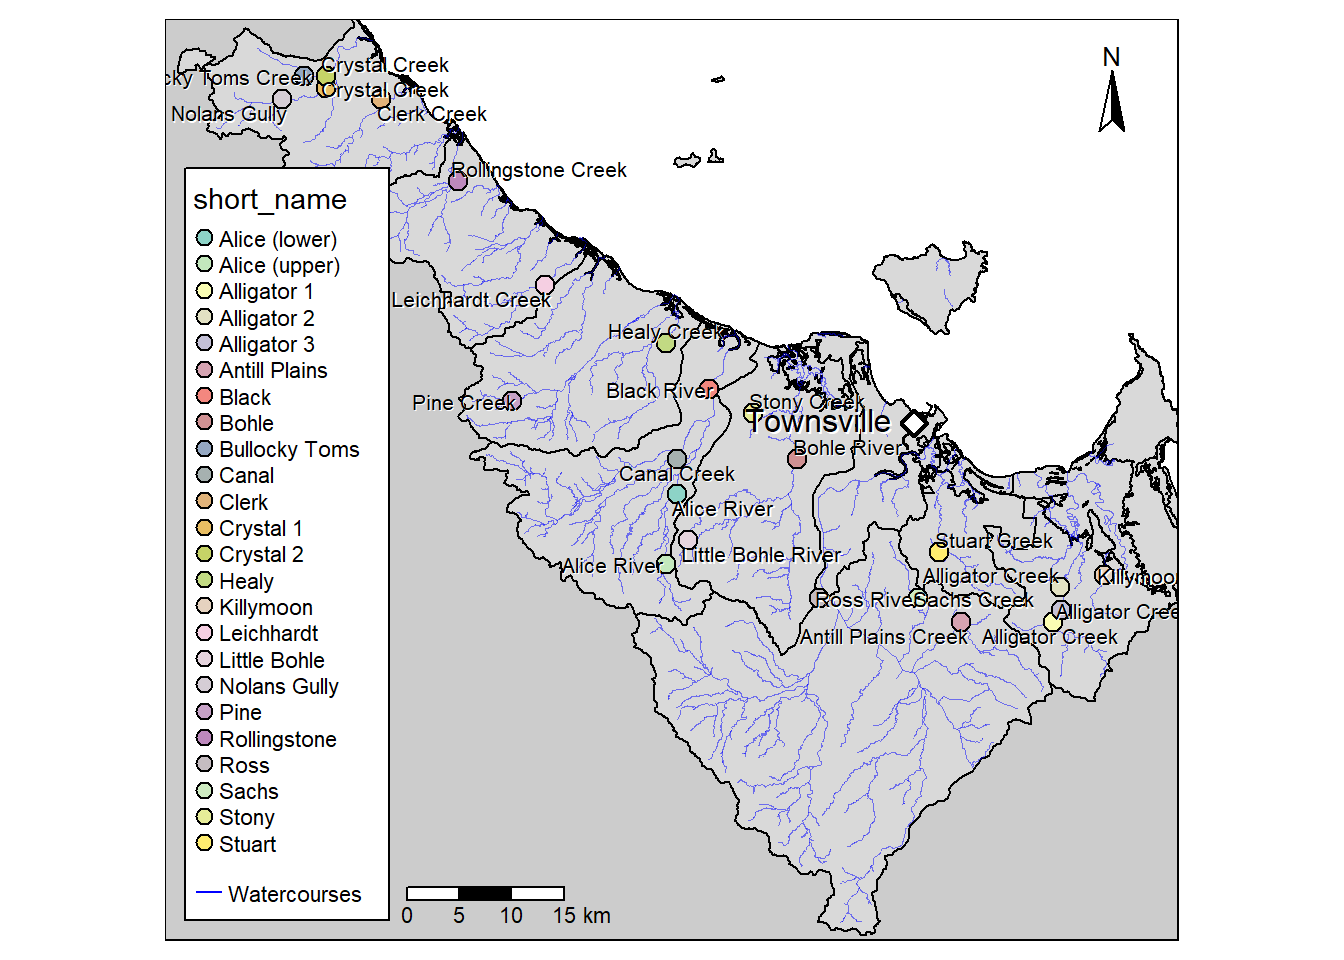 N
Crystal Creek
cky Toms Creek
Crystal Creek
Nolans Gully
Clerk Creek
Rollingstone Creek
Leichhardt Creek
Healy Creek
Black River
Pine Creek
Stony Creek
Townsville
Bohle River
Canal Creek
Alice River
Stuart Creek
Little Bohle River
Alice River
Alligator Creek
Killymoon
Ross River
Sachs Creek
Alligator Cree
Antill Plains Creek
Alligator Creek
short_name
Alice (lower)
Alice (upper)
Alligator 1
Alligator 2
Alligator 3
Antill Plains
Black
Bohle
Bullocky Toms
Canal
Clerk
Crystal 1
Crystal 2
Healy
Killymoon
Leichhardt
Little Bohle
Nolans Gully
Pine
Rollingstone
Ross
Sachs
Stony
Stuart
Watercourses
0 5 10 15 km